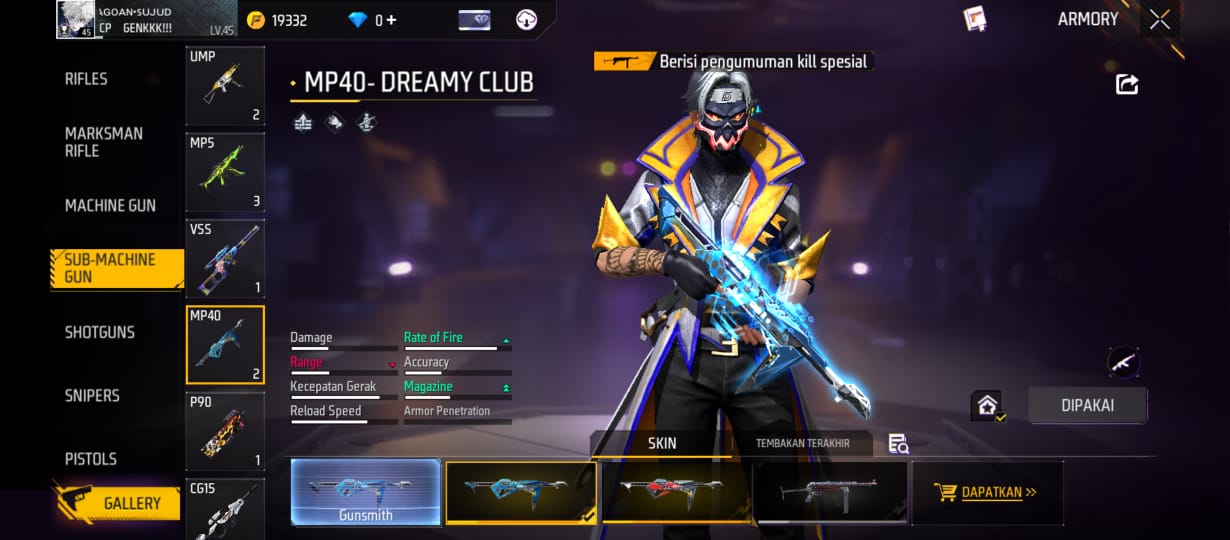 AGOAN•SUJUD
CP GENKKK!!!
45
LV.45
19332
0 +
ARMORY
RIFLES
MARKSMAN
RIFLE
MACHINE GUN
SUB-MACHINE
GUN
SHOTGUNS
SNIPERS
PISTOLS
GALLERY
UMP
2
MP5
3
VSS
1
MP40
2
P90
1
CG15
MP40- DREAMY CLUB
Berisi pengumuman kill spesial
Damage
Rate of Fire
Range
Accuracy
Kecepatan Gerak
Magazine
Reload Speed
Armor Penetration
DIPAKAI
SKIN
TEMBAKAN TERAKHIR
Gunsmith
DAPATKAN >>